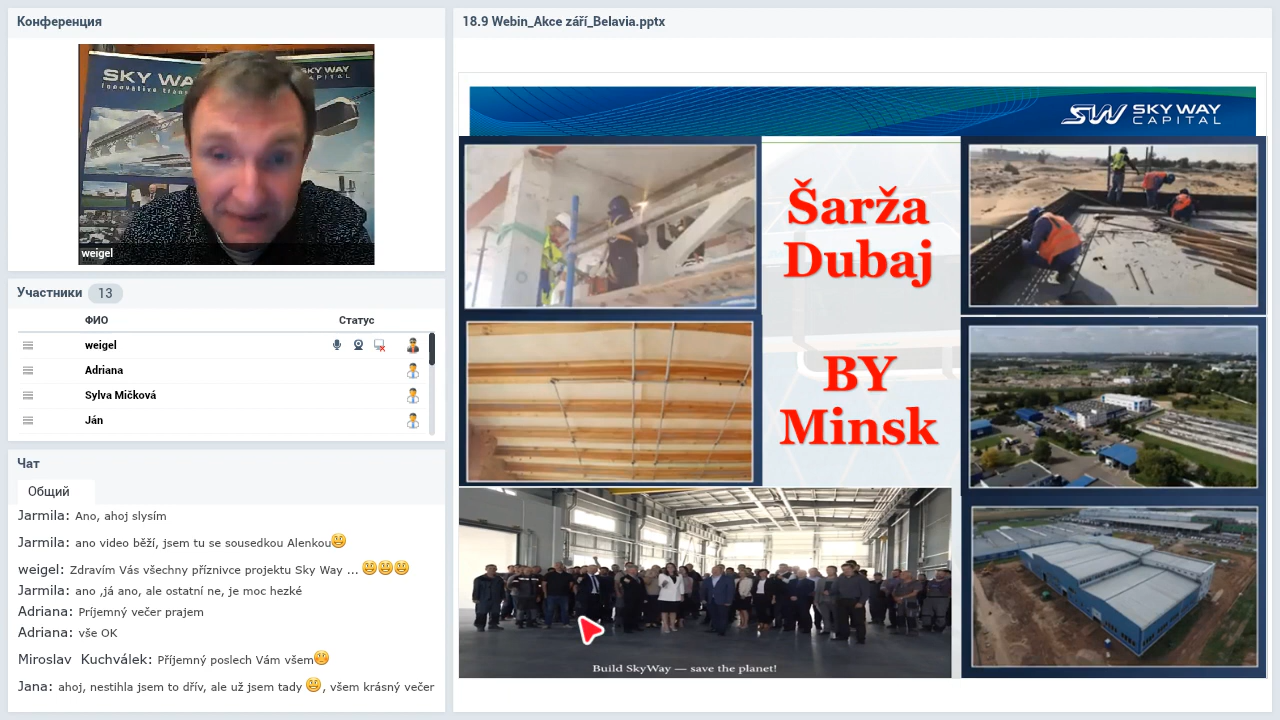 Конференция
SKY WA
KY WAY
CAPITAL
weigel
Участники 13
ФИО Статус
weigel
Adriana
Sylva Mičková
Ján
Чат
Общий
Jarmila: Ano, ahoj slysím
Jarmila: ano video běží, jsem tu se sousedkou Alenkou
weigel: Zdravím Vás všechny příznivce projektu Sky Way ...
Jarmila: ano ,já ano, ale ostatní ne, je moc hezké
Adriana: Príjemný večer prajem
Adriana: vše OK
Miroslav Kuchválek: Příjemný poslech Vám všem
Jana: ahoj, nestihla jsem to dřív, ale už jsem tady , všem krásný večer
18.9 Webin_Akce září_Belavia.pptx
SW SKY WAY
CAPITAL
Šarža
Dubaj
BY
Minsk
Build SkyWay — save the planet!